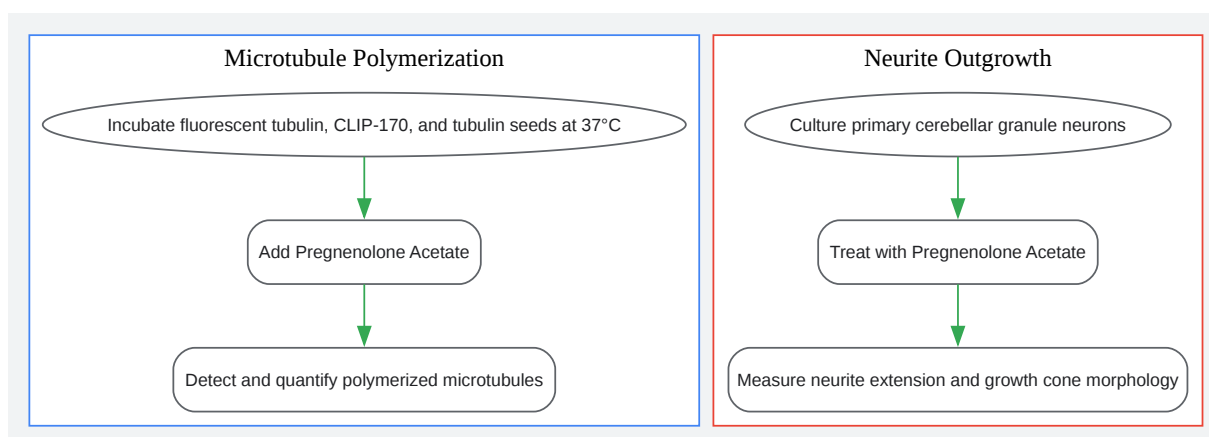 Microtubule Polymerization
Incubate fluorescent tubulin, CLIP-170, and tubulin seeds at 37°C
Add Pregnenolone Acetate
Detect and quantify polymerized microtubules
Neurite Outgrowth
Culture primary cerebellar granule neurons
Treat with Pregnenolone Acetate
Measure neurite extension and growth cone morphology